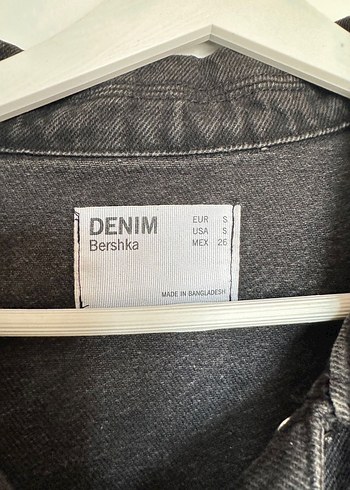 DENIM
Bershka
EUR S
USA S
MEX 26
MADE IN BANGLADESH